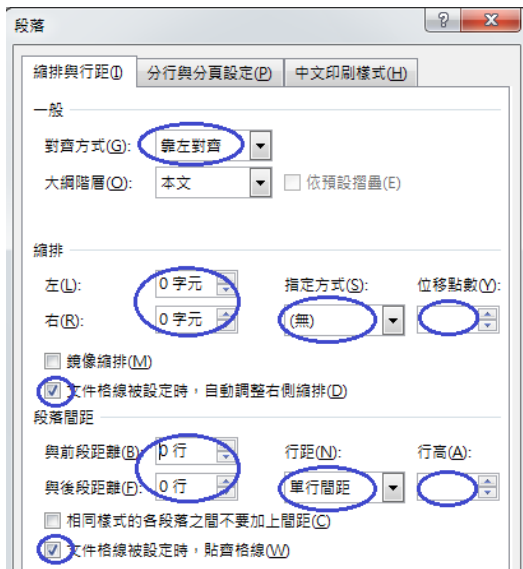 段落
縮排與行距(I) 分行與分頁設定(P) 中文印刷樣式(H)
一般
對齊方式(G): 靠左對齊
大綱階層(O): 本文 依預設摺疊(E)
縮排
左(L): 0 字元 指定方式(S): 位移點數(Y):
右(R): 0 字元 (無)
鏡像縮排(M)
文件格線被設定時，自動調整右側縮排(D)
段落間距
與前段距離(B): 0 行 行距(N): 行高(A):
與後段距離(F): 0 行 單行間距
相同樣式的各段落之間不要加上間距(C)
文件格線被設定時，貼齊格線(W)